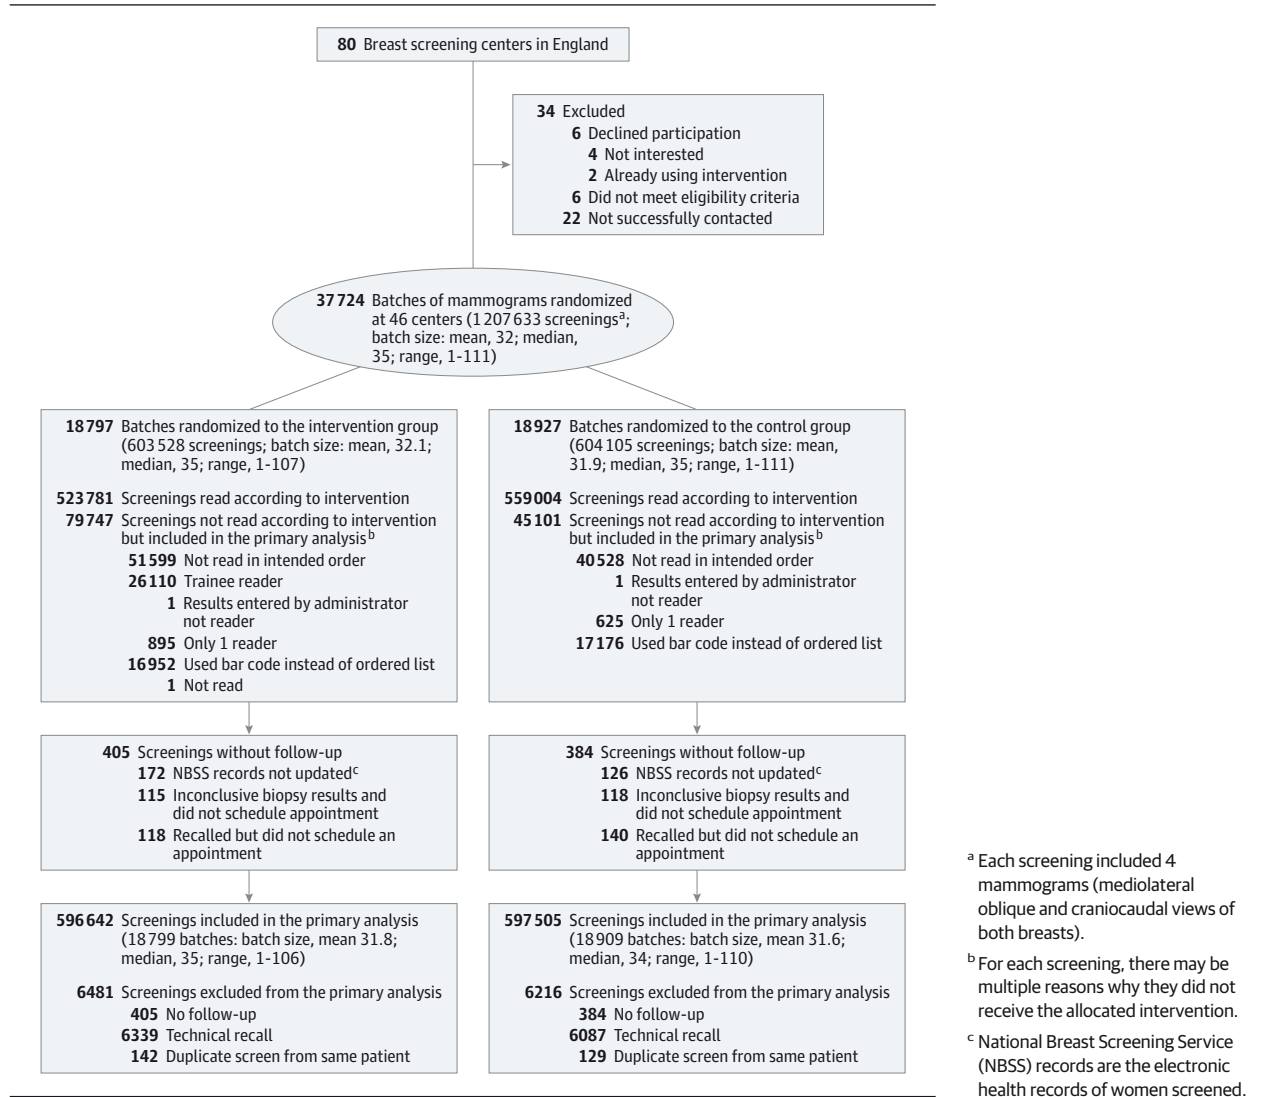 80 Breast screening centers in England
34 Excluded
6 Declined participation
4 Not interested
2 Already using intervention
6 Did not meet eligibility criteria
22 Not successfully contacted
37 724 Batches of mammograms randomized
at 46 centers (1 207 633 screeningsa;
batch size: mean, 32; median,
35; range, 1-111)
18 797 Batches randomized to the intervention group
(603 528 screenings; batch size: mean, 32.1;
median, 35; range, 1-107)
523 781 Screenings read according to intervention
79 747 Screenings not read according to intervention
but included in the primary analysisb
51 599 Not read in intended order
26 110 Trainee reader
1 Results entered by administrator
not reader
895 Only 1 reader
16 952 Used bar code instead of ordered list
1 Not read
18 927 Batches randomized to the control group
(604 105 screenings; batch size: mean,
31.9; median, 35; range, 1-111)
559 004 Screenings read according to intervention
45 101 Screenings not read according to intervention
but included in the primary analysisb
40 528 Not read in intended order
1 Results entered by administrator
not reader
625 Only 1 reader
17 176 Used bar code instead of ordered list
405 Screenings without follow-up
172 NBSS records not updatedc
115 Inconclusive biopsy results and
did not schedule appointment
118 Recalled but did not schedule an
appointment
384 Screenings without follow-up
126 NBSS records not updatedc
118 Inconclusive biopsy results and
did not schedule appointment
140 Recalled but did not schedule an
appointment
596 642 Screenings included in the primary analysis
(18 799 batches: batch size, mean 31.8;
median, 35; range, 1-106)
6481 Screenings excluded from the primary analysis
405 No follow-up
6339 Technical recall
142 Duplicate screen from same patient
597 505 Screenings included in the primary analysis
(18 909 batches: batch size, mean 31.6;
median, 34; range, 1-110)
6216 Screenings excluded from the primary analysis
384 No follow-up
6087 Technical recall
129 Duplicate screen from same patient
a Each screening included 4
mammograms (mediolateral
oblique and craniocaudal views of
both breasts).
b For each screening, there may be
multiple reasons why they did not
receive the allocated intervention.
c National Breast Screening Service
(NBSS) records are the electronic
health records of women screened.